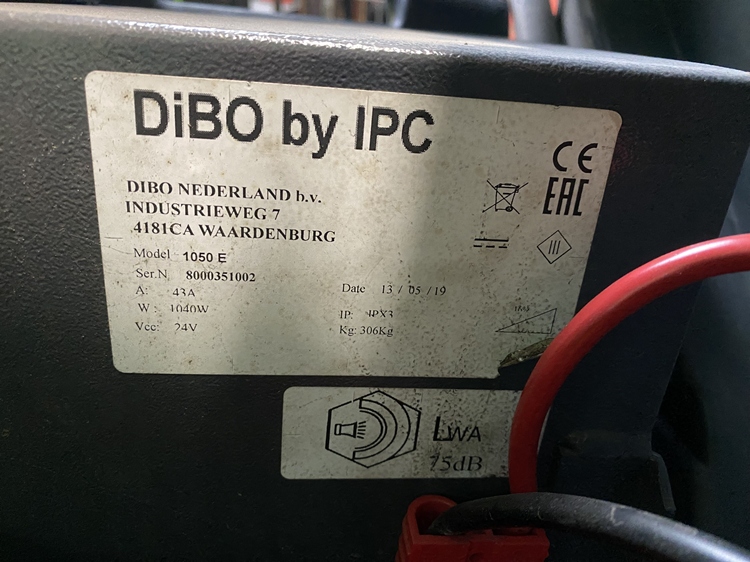 DiBO by IPC
CE
EAC
DIBO NEDERLAND b.v.
INDUSTRIEWEG 7
4181CA WAARDENBURG
Model 1050 E
Ser.N. 8000351002
III
A: 43A Date 13 / 05 / 19
W : 1040W IP: IPX3
Vcc: 24V Kg: 306Kg
LWA
75dB